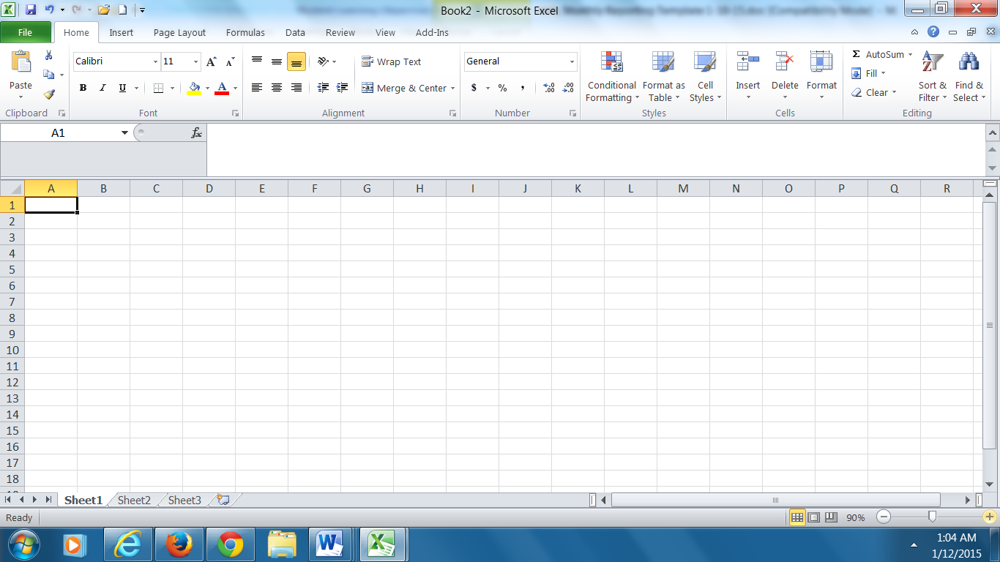 Book2 - Microsoft Excel
File Home Insert Page Layout Formulas Data Review View Add-Ins
Calibri 11 Wrap Text General Σ AutoSum
Fill
Paste B I U A Merge & Center $ % , Conditional Formatting Format as Table Cell Styles Insert Delete Format Clear Sort & Filter Find & Select
Clipboard Font Alignment Number Styles Cells Editing
A1 fx
A B C D E F G H I J K L M N O P Q R
1
2
3
4
5
6
7
8
9
10
11
12
13
14
15
16
17
18
Sheet1 Sheet2 Sheet3
Ready 90%
1:04 AM
1/12/2015